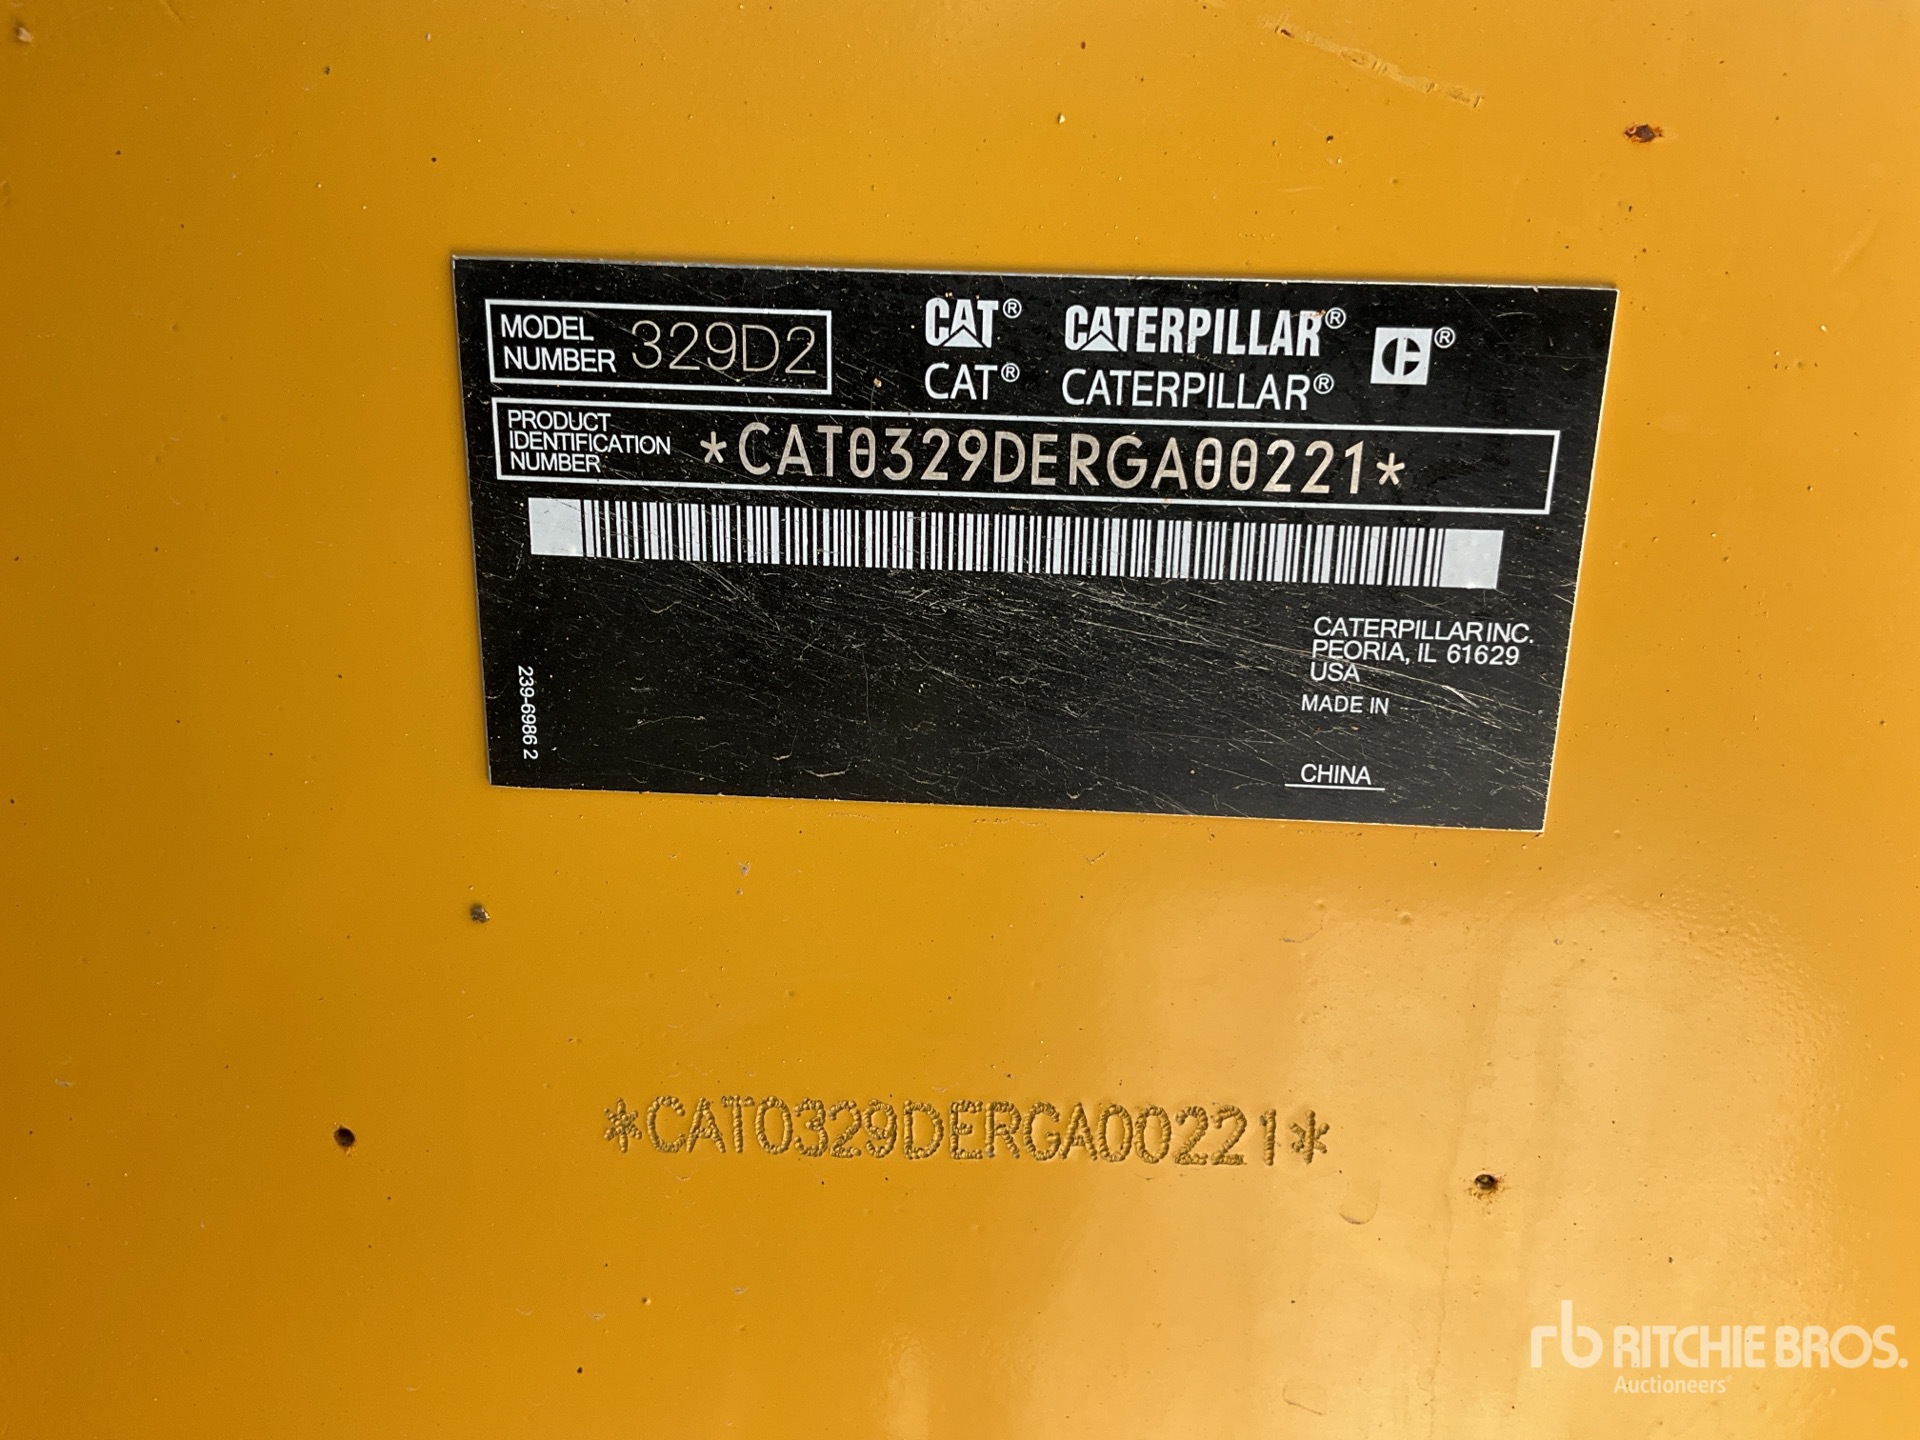 MODEL NUMBER 329D2
CAT® CATERPILLAR® C®
CAT® CATERPILLAR®
PRODUCT
IDENTIFICATION
NUMBER
*CAT0329DERGA00221*
CATERPILLAR INC.
PEORIA, IL 61629
USA
MADE IN
CHINA
239-6986 2
*CAT0329DERGA00221*
rb RITCHIE BROS.
Auctioneers